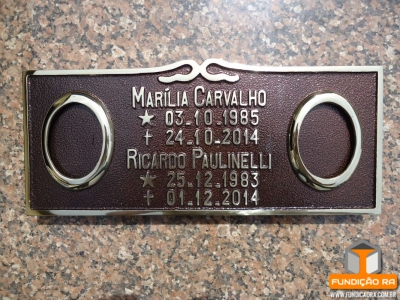 MARÍLIA CARVALHO
★ 03.10.1985
✝ 24.10.2014
RICARDO PAULINELLI
★ 25.12.1983
✝ 01.12.2014
FUNDIÇÃO RA
WWW.FUNDICAORA.COM.BR